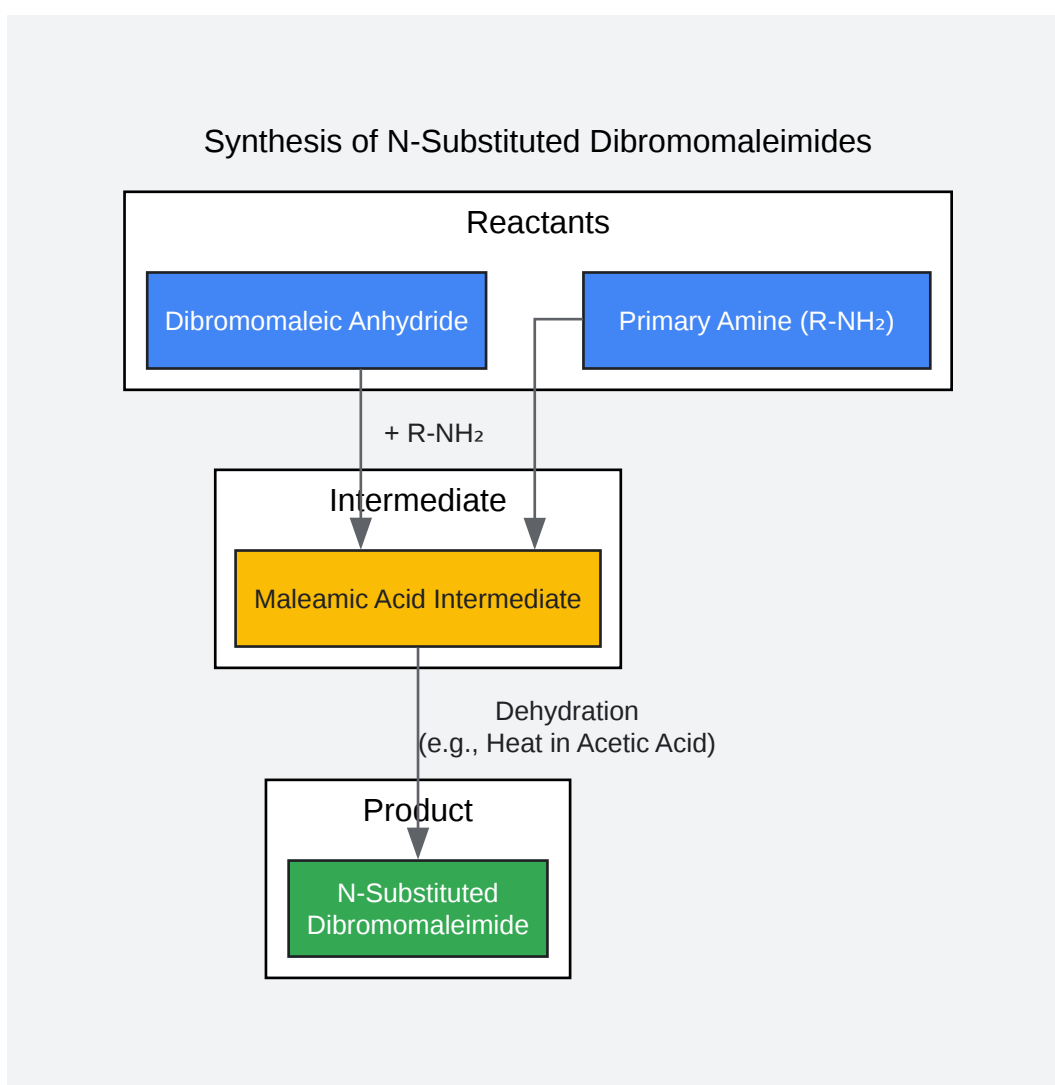 Synthesis of N-Substituted Dibromomaleimides
Reactants
Dibromomaleic Anhydride
Primary Amine (R-NH₂)
+ R-NH₂
Intermediate
Maleamic Acid Intermediate
Dehydration
(e.g., Heat in Acetic Acid)
Product
N-Substituted
Dibromomaleimide